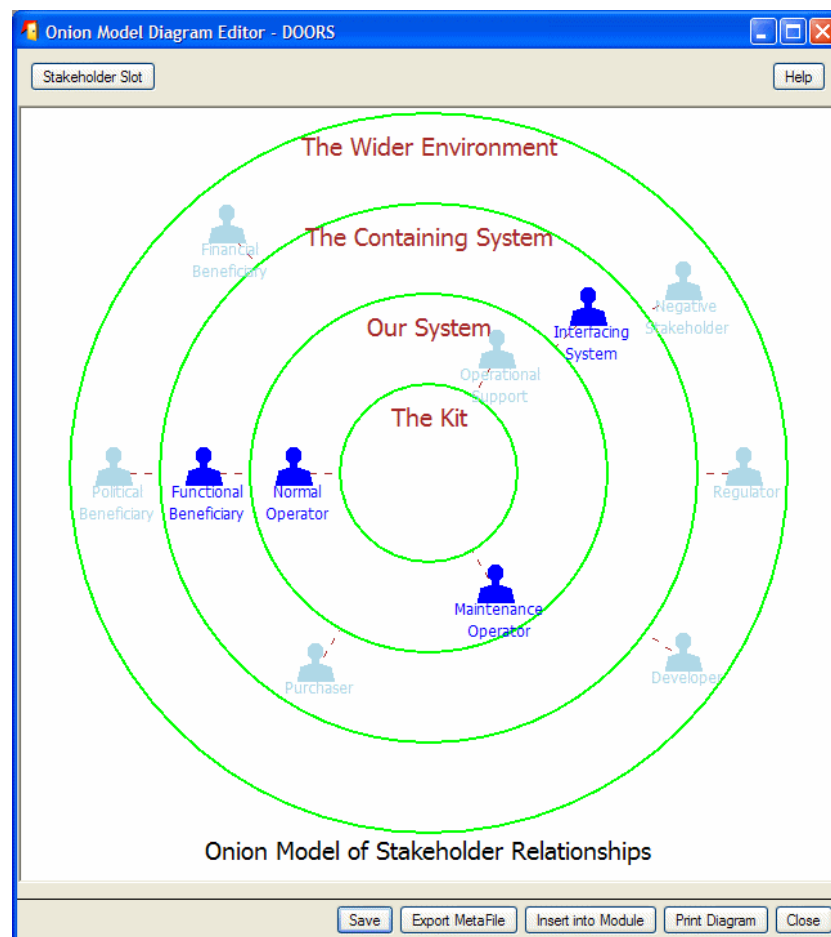 Onion Model Diagram Editor - DOORS
Stakeholder Slot
Help
The Wider Environment
Financial
Beneficiary
The Containing System
Negative
Stakeholder
Interfacing
System
Our System
Operational
Support
The Kit
Political
Beneficiary
Functional
Beneficiary
Normal
Operator
Regulator
Maintenance
Operator
Purchaser
Developer
Onion Model of Stakeholder Relationships
Save
Export MetaFile
Insert into Module
Print Diagram
Close